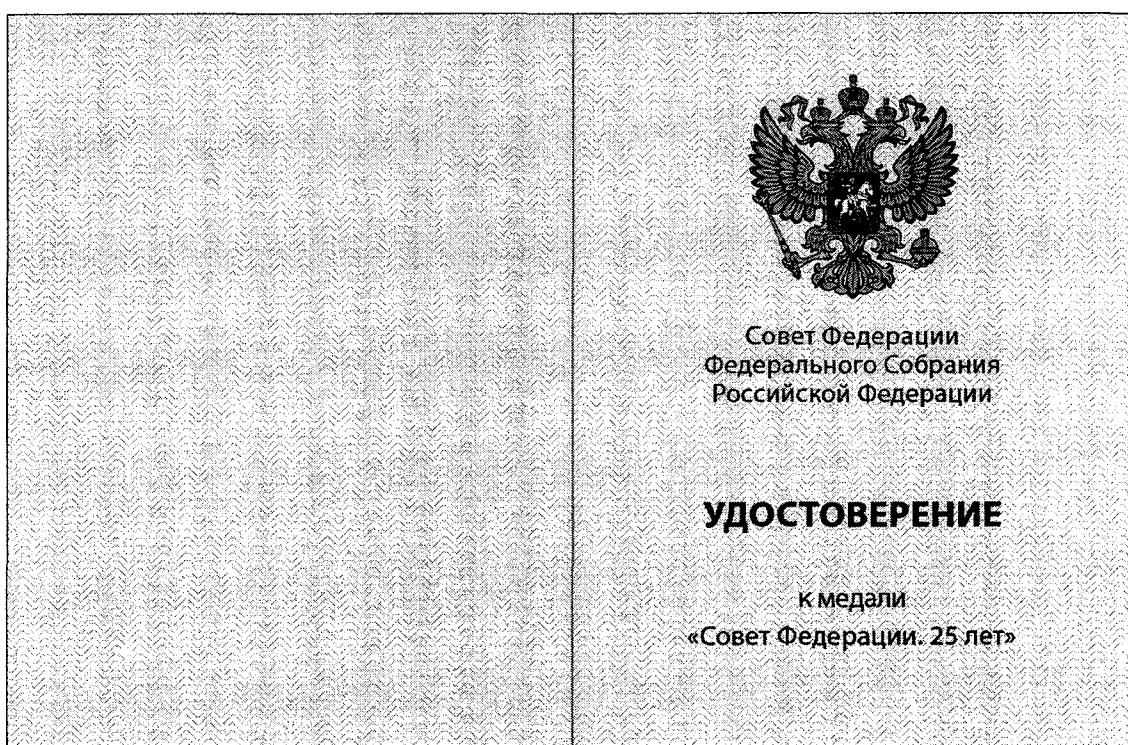 Совет Федерации
Федерального Собрания
Российской Федерации
УДОСТОВЕРЕНИЕ
к медали
«Совет Федерации. 25 лет»